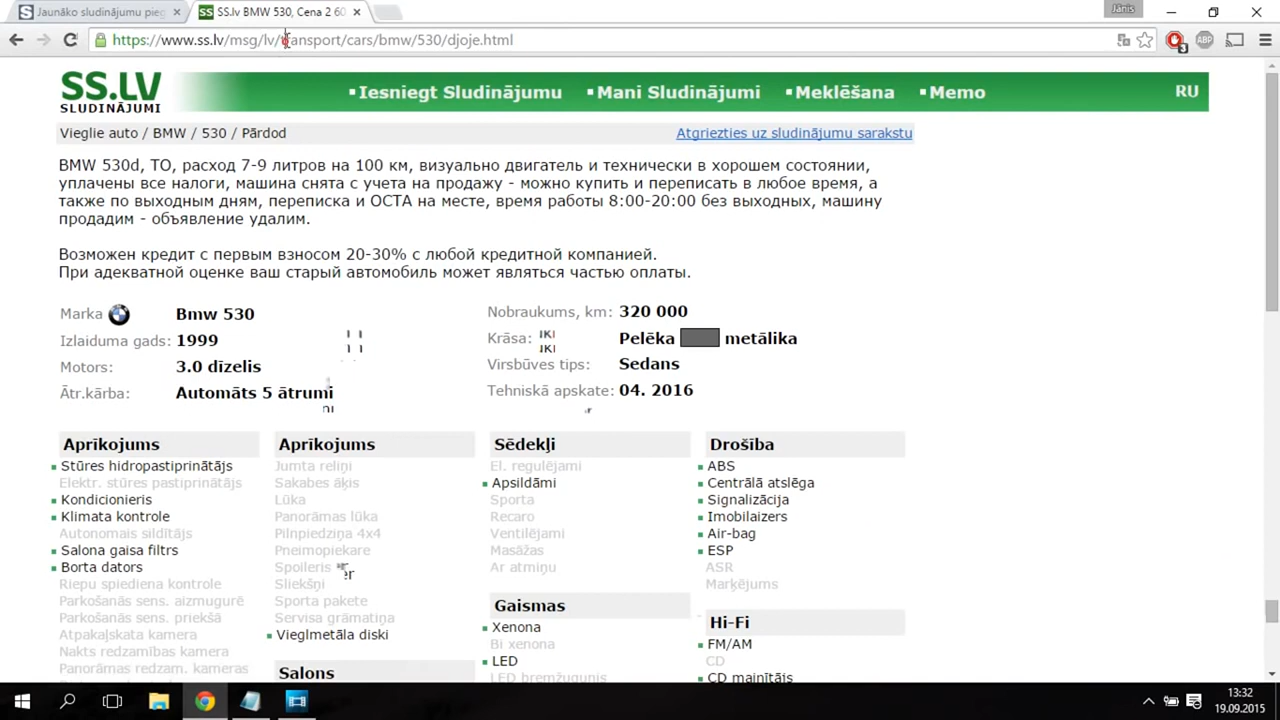 Jaunāko sludinājumu pieg
SS.lv BMW 530, Cena 2 60
Jānis
https://www.ss.lv/msg/lv/transport/cars/bmw/530/djoje.html
ABP
3
SS.LV
SLUDINĀJUMI
Iesniegt Sludinājumu
Mani Sludinājumi
Meklēšana
Memo
RU
Vieglie auto / BMW / 530 / Pārdod
Atgriezties uz sludinājumu sarakstu
BMW 530d, ТО, расход 7-9 литров на 100 км, визуально двигатель и технически в хорошем состоянии,
уплачены все налоги, машина снята с учета на продажу - можно купить и переписать в любое время, а
также по выходным дням, переписка и ОСТА на месте, время работы 8:00-20:00 без выходных, машину
продадим - объявление удалим.
Возможен кредит с первым взносом 20-30% с любой кредитной компанией.
При адекватной оценке ваш старый автомобиль может являться частью оплаты.
Marka Bmw 530
Izlaiduma gads: 1999
Motors: 3.0 dīzelis
Ātr.kārba: Automāts 5 ātrumi
Nobraukums, km: 320 000
Krāsa: Pelēka metālika
Virsbūves tips: Sedans
Tehniskā apskate: 04. 2016
Aprīkojums
Stūres hidropastiprinātājs
Elektr. stūres pastiprinātājs
Kondicionieris
Klimata kontrole
Autonomais sildītājs
Salona gaisa filtrs
Borta dators
Riepu spiediena kontrole
Parkošanās sens. aizmugurē
Parkošanās sens. priekšā
Atpakaļskata kamera
Nakts redzamības kamera
Panorāmas redzam. kameras
Aprīkojums
Jumta reliņi
Sakabes āķis
Lūka
Panorāmas lūka
Pilnpiedziņa 4x4
Pneimopiekare
Spoileris
Sliekšņi
Sporta pakete
Servisa grāmatiņa
Vieglmetāla diski
Salons
Sēdekļi
El. regulējami
Apsildāmi
Sporta
Recaro
Ventilējami
Masāžas
Ar atmiņu
Gaismas
Xenona
Bi xenona
LED
LED bremžugunis
Drošība
ABS
Centrālā atslēga
Signalizācija
Imobilaizers
Air-bag
ESP
ASR
Marķējums
Hi-Fi
FM/AM
CD
CD mainītājs
13:32
19.09.2015